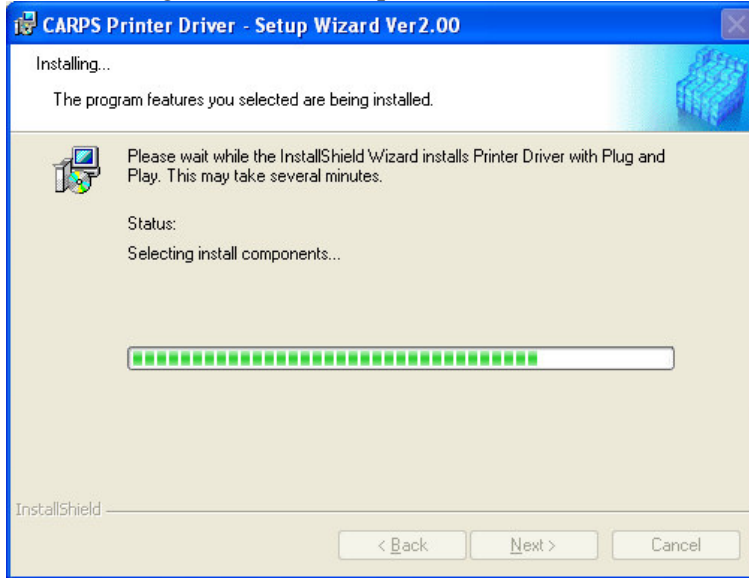 CARPS Printer Driver - Setup Wizard Ver2.00
Installing...
The program features you selected are being installed.
Please wait while the InstallShield Wizard installs Printer Driver with Plug and
Play. This may take several minutes.
Status:
Selecting install components...
InstallShield
< Back
Next >
Cancel